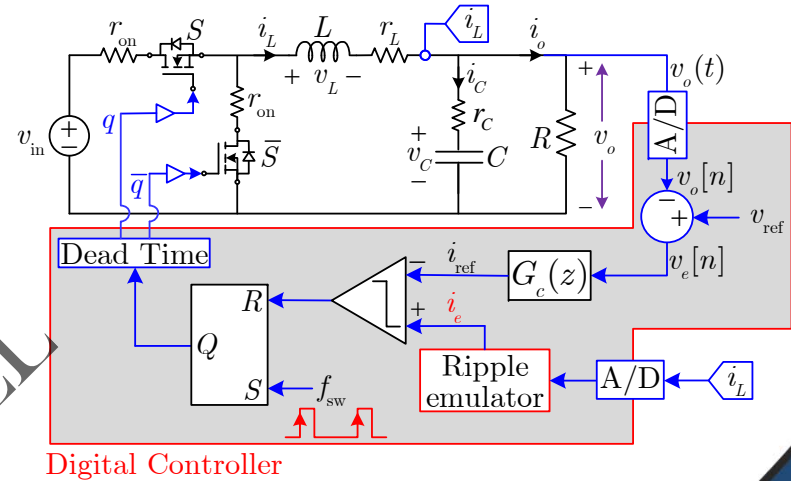 r_on S i_L L r_L i_L i_o
+ v_L −
q r_on i_C + v_o(t)
v_in r_C A/D
q̄ S̄ + v_C − C R v_o
− v_o[n]
− + v_ref
Dead Time i_ref G_c(z) v_e[n]
−
R + i_e
Q Ripple
emulator A/D i_L
S f_sw
Digital Controller